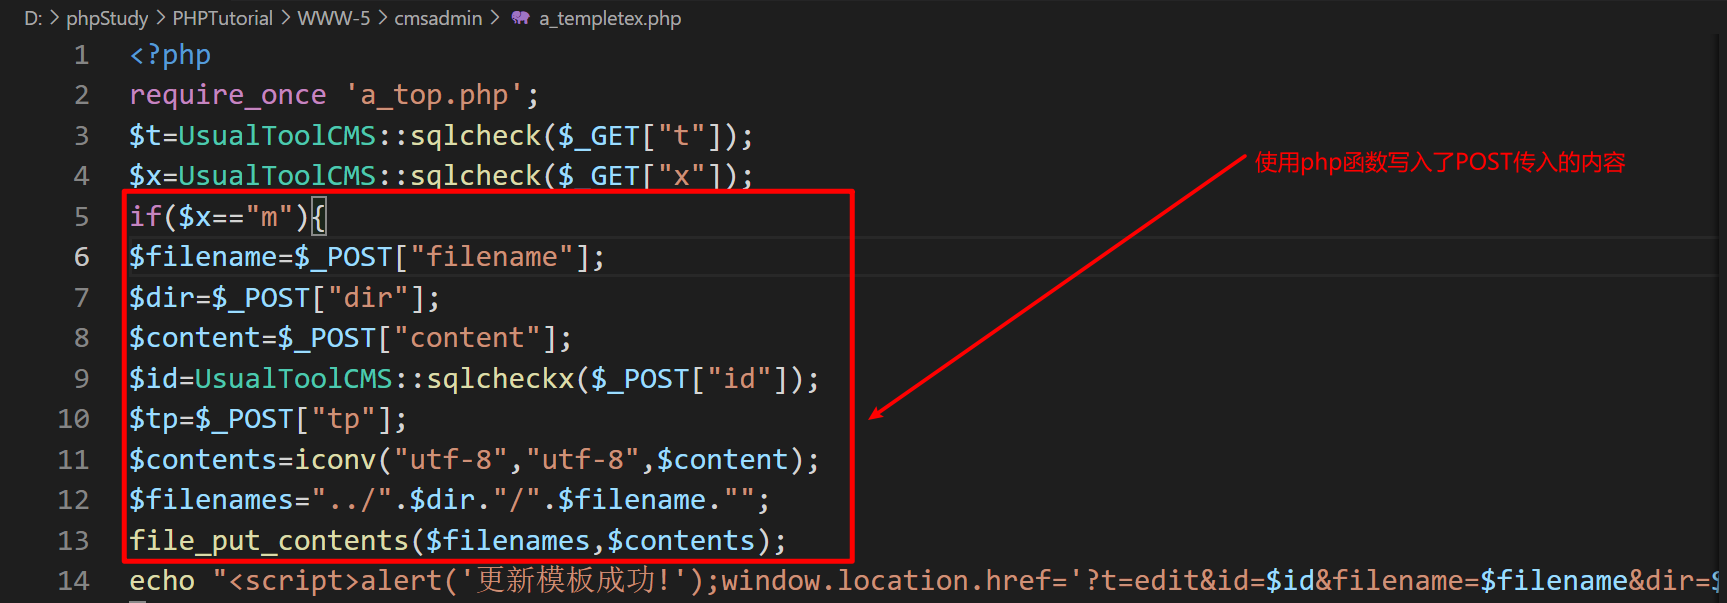 D: > phpStudy > PHPTutorial > WWW-5 > cmsadmin > a_templetex.php
1 <?php
2 require_once 'a_top.php';
3 $t=UsualToolCMS::sqlcheck($_GET["t"]);
4 $x=UsualToolCMS::sqlcheck($_GET["x"]);
使用php函数写入了POST传入的内容
5 if($x=="m"){
6 $filename=$_POST["filename"];
7 $dir=$_POST["dir"];
8 $content=$_POST["content"];
9 $id=UsualToolCMS::sqlcheckx($_POST["id"]);
10 $tp=$_POST["tp"];
11 $contents=iconv("utf-8","utf-8",$content);
12 $filenames="../".$dir."/".$filename."";
13 file_put_contents($filenames,$contents);
14 echo "<script>alert('更新模板成功!');window.location.href='?t=edit&id=$id&filename=$filename&dir=$